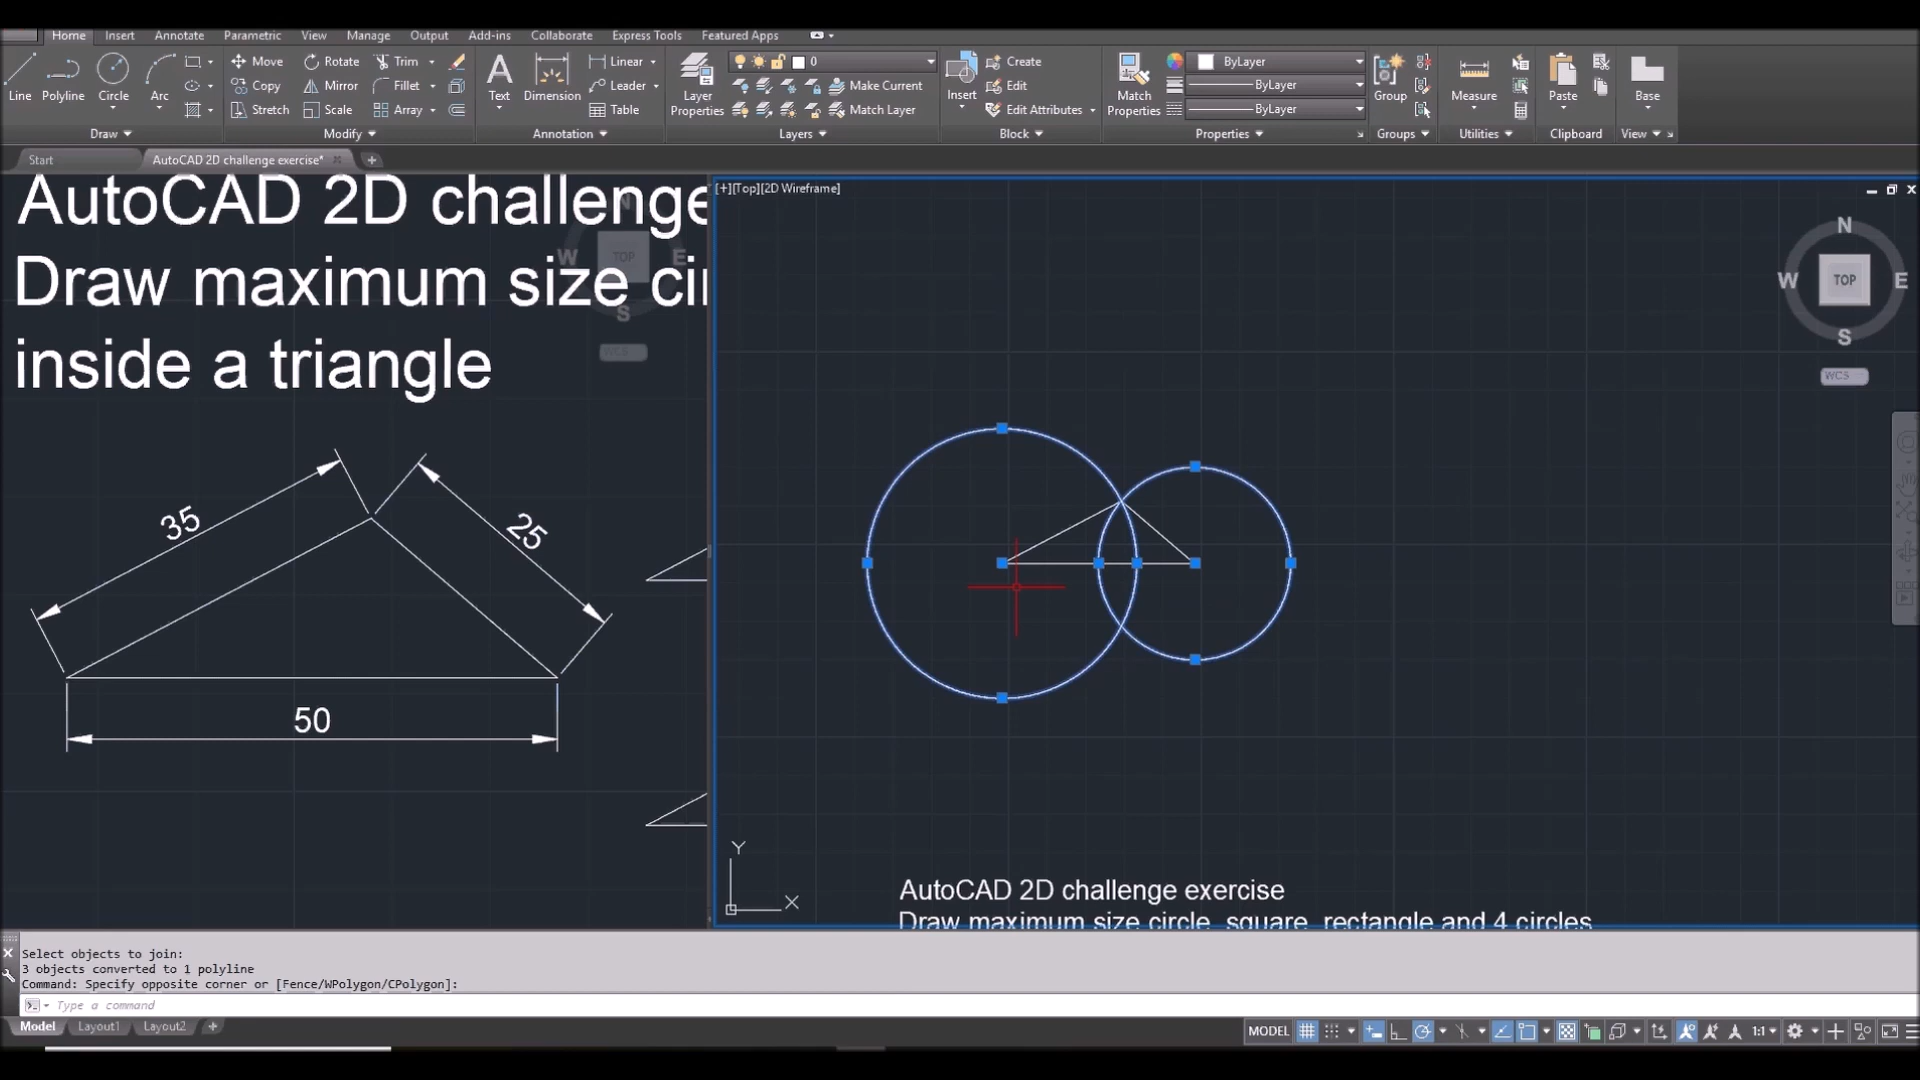 Home Insert Annotate Parametric View Manage Output Add-ins Collaborate Express Tools Featured Apps
Line Polyline Circle Arc
Move Rotate Trim
Copy Mirror Fillet
Stretch Scale Array
Text Dimension
Linear
Leader
Table
Layer Properties
0
Make Current
Match Layer
Insert
Create
Edit
Edit Attributes
Match Properties
ByLayer
ByLayer
ByLayer
Group
Measure
Paste
Base
Draw Modify Annotation Layers Block Properties Groups Utilities Clipboard View
Start AutoCAD 2D challenge exercise*
AutoCAD 2D challenge
Draw maximum size cir
inside a triangle
N
W TOP E
S
WCS
35
25
50
[+][Top][2D Wireframe]
N
W TOP E
S
WCS
Y
X
AutoCAD 2D challenge exercise
Draw maximum size circle, square, rectangle and 4 circles
Select objects to join:
3 objects converted to 1 polyline
Command: Specify opposite corner or [Fence/WPolygon/CPolygon]:
Type a command
Model Layout1 Layout2
MODEL 1:1